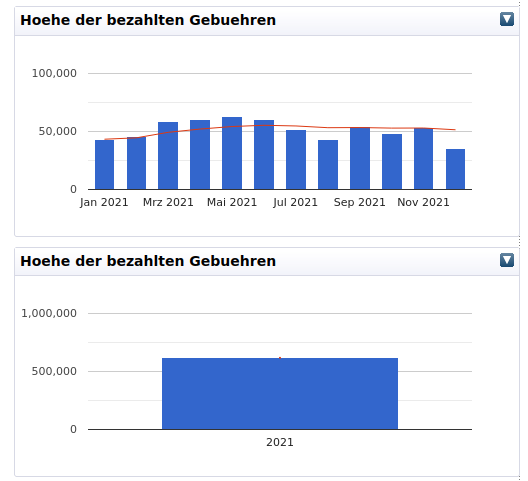 Hoehe der bezahlten Gebuehren
100,000
50,000
0
Jan 2021 Mrz 2021 Mai 2021 Jul 2021 Sep 2021 Nov 2021
Hoehe der bezahlten Gebuehren
1,000,000
500,000
0
2021